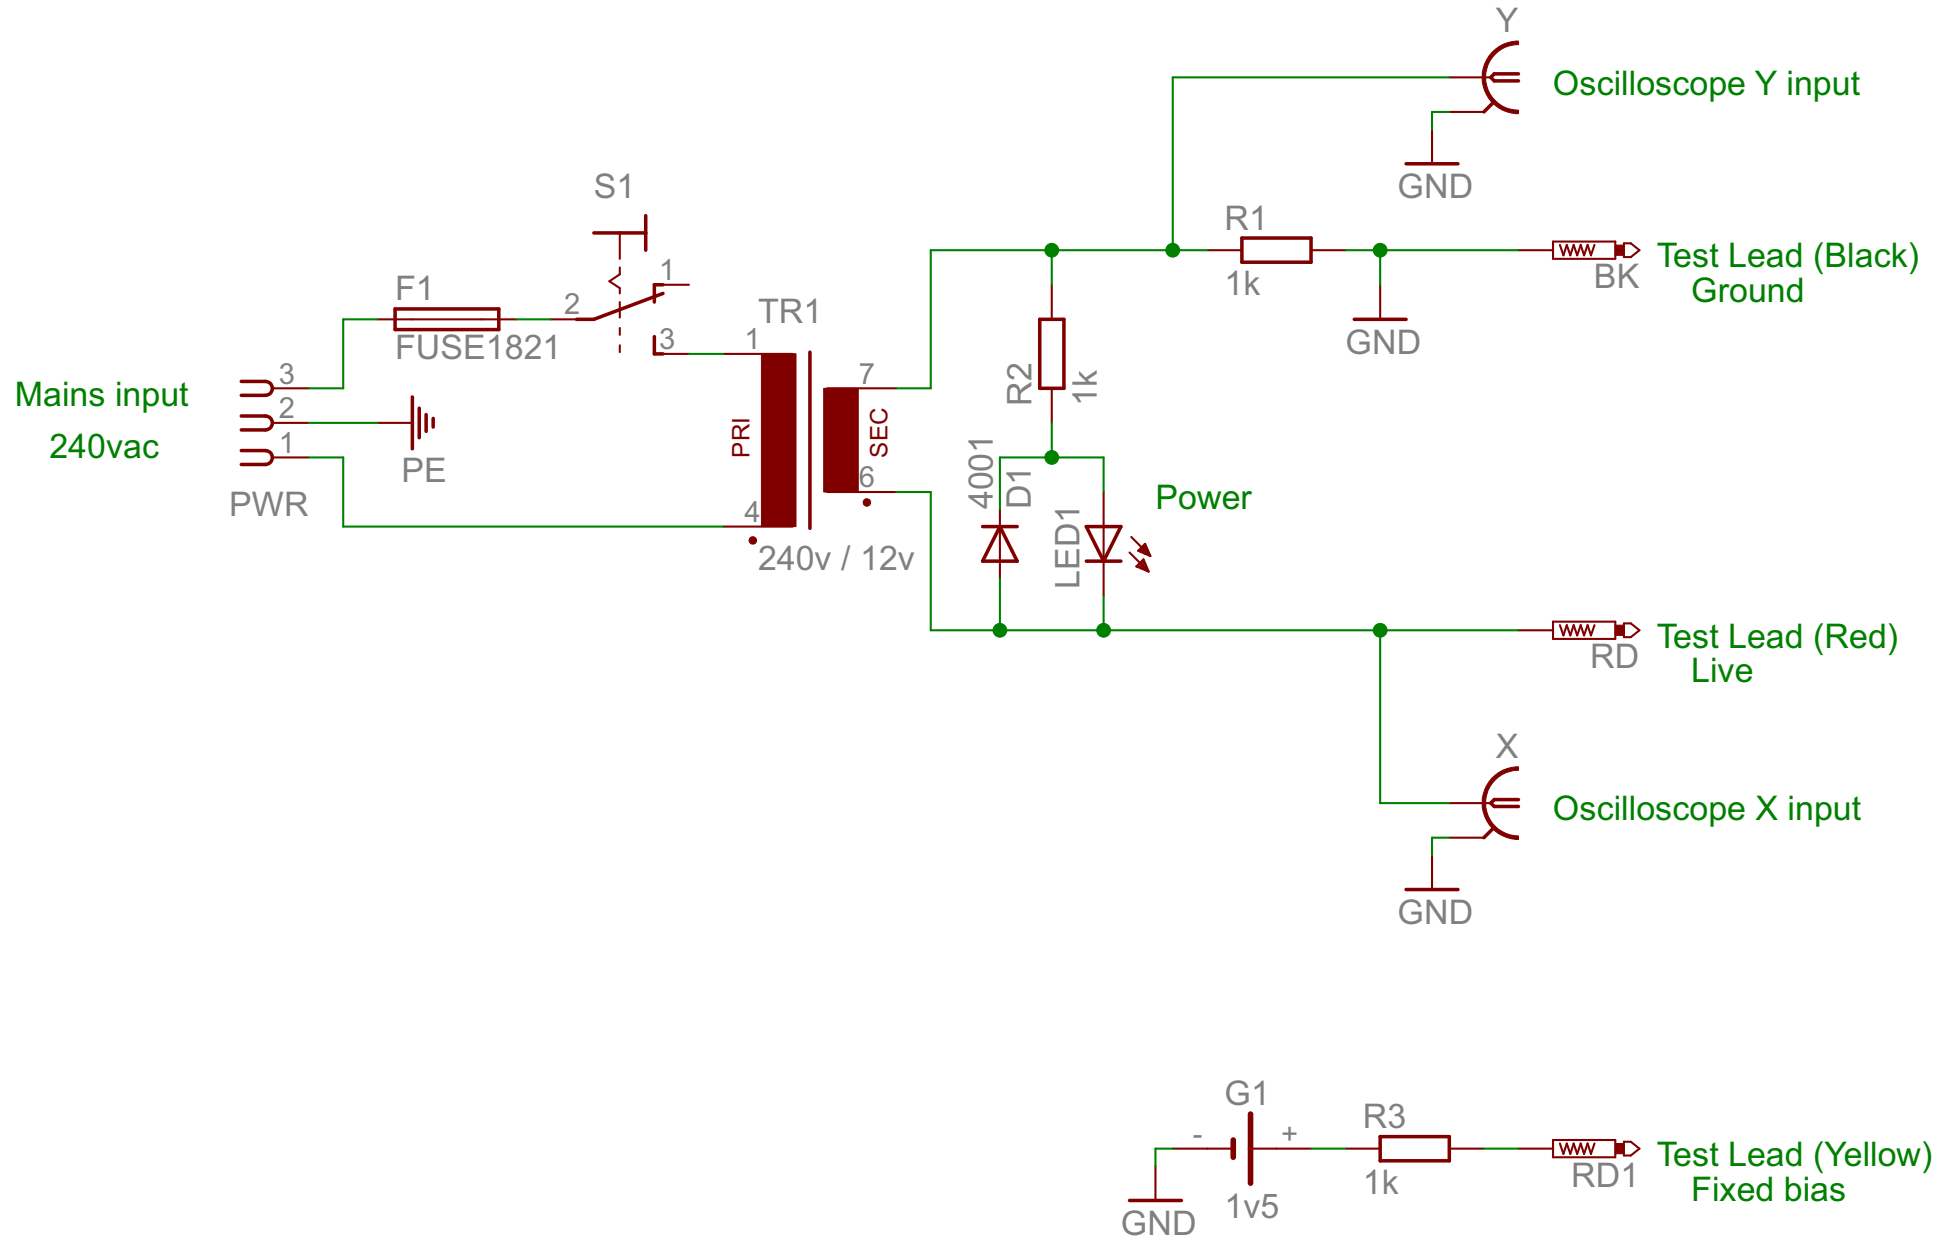 Y
Oscilloscope Y input
GND
S1
R1
1k
BK
Test Lead (Black)
Ground
GND
F1
FUSE1821
2
1
3
TR1
1
4
PRI
SEC
7
6
240v / 12v
Mains input
240vac
3
2
1
PWR
PE
R2
1k
4001
D1
LED1
Power
RD
Test Lead (Red)
Live
X
Oscilloscope X input
GND
G1
-
+
1v5
GND
R3
1k
RD1
Test Lead (Yellow)
Fixed bias